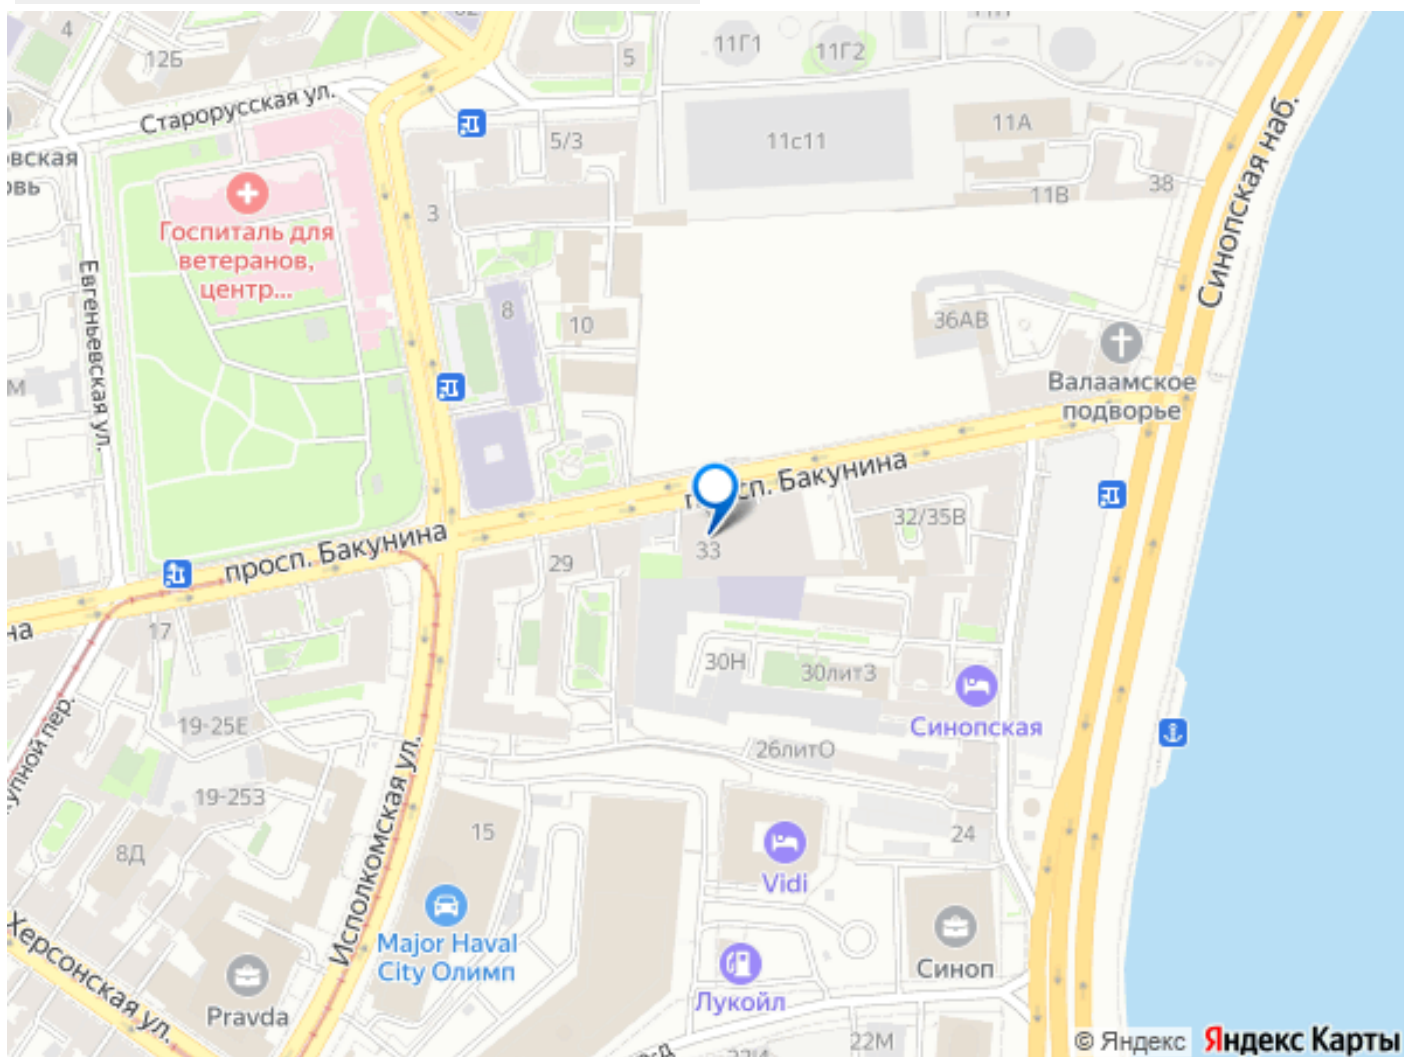 4
12Б
5
11Г1
11Г2
Старорусская ул.
11А
5/3
11с11
38
11В
3
Синопская наб.
Госпиталь для
ветеранов,
центр...
Евгеньевская ул.
8
10
36АВ
Валаамское
подворье
просп. Бакунина
32/35В
просп. Бакунина
33
29
17
30Н
30литЗ
Синопская
19-25Е
26литО
Исполкомская ул.
19-253
15
24
8Д
Vidi
Major Haval
City Олимп
Херсонская ул.
Синоп
Pravda
Лукойл
22М
© Яндекс Яндекс Карты